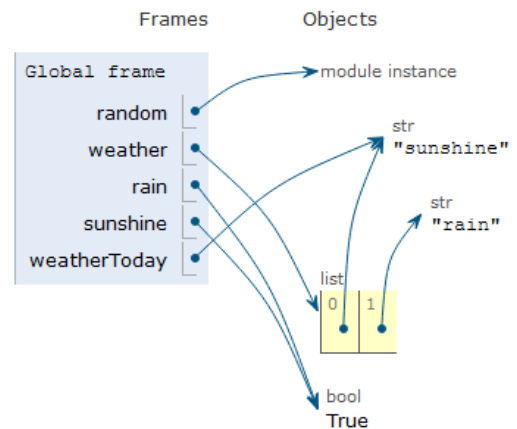 Frames Objects
Global frame
module instance
random
str
"sunshine"
weather
rain
str
"rain"
sunshine
weatherToday
list
0 1
bool
True